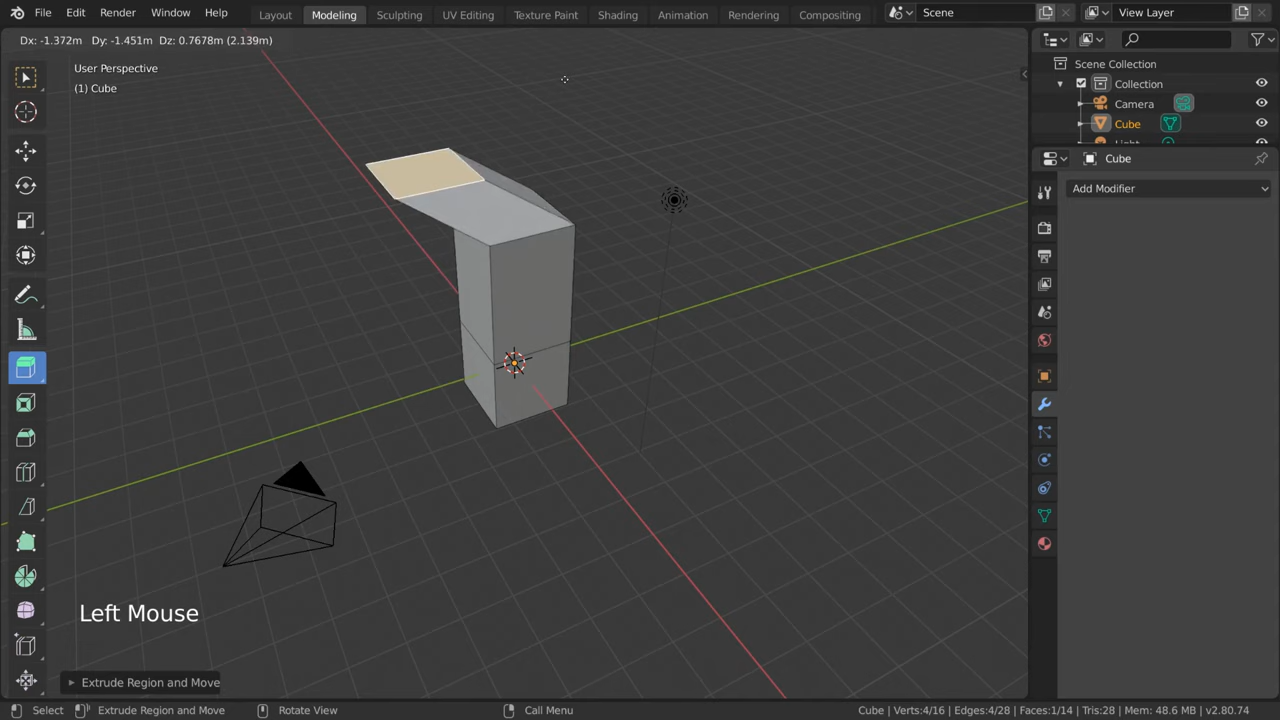 File Edit Render Window Help Layout Modeling Sculpting UV Editing Texture Paint Shading Animation Rendering Compositing Scene View Layer
Dx: -1.372m Dy: -1.451m Dz: 0.7678m (2.139m)
User Perspective
(1) Cube
Scene Collection
Collection
Camera
Cube
Cube
Add Modifier
Left Mouse
Extrude Region and Move
Select Extrude Region and Move Rotate View Call Menu Cube | Verts:4/16 | Edges:4/28 | Faces:1/14 | Tris:28 | Mem: 48.6 MB | v2.80.74